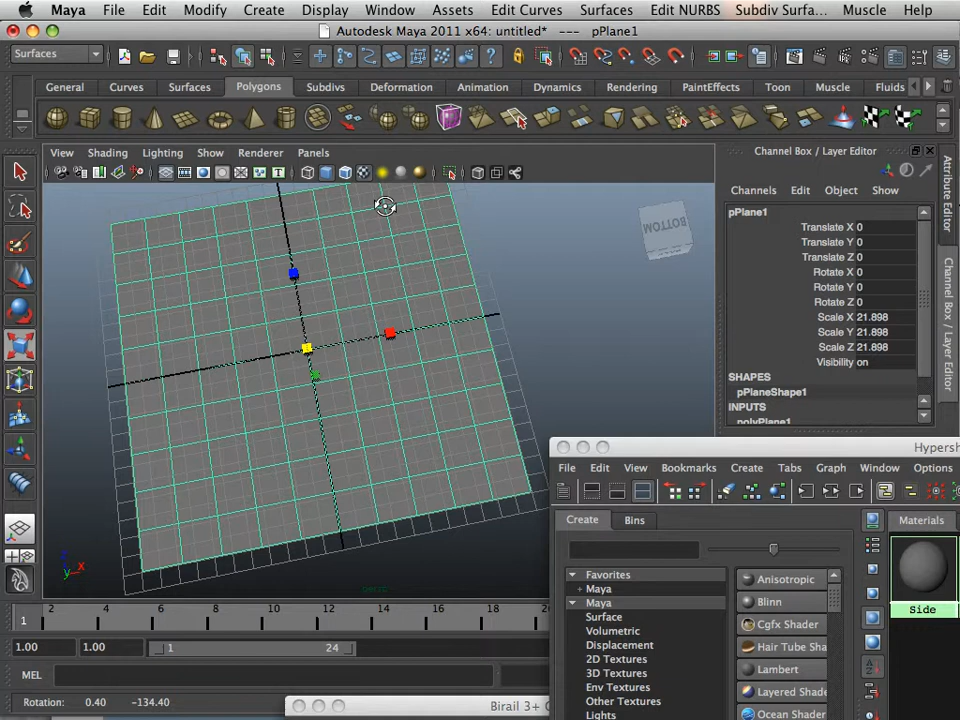 Maya File Edit Modify Create Display Window Assets Edit Curves Surfaces Edit NURBS Subdiv Surfa... Muscle Help
Autodesk Maya 2011 x64: untitled* --- pPlane1
Surfaces
General Curves Surfaces Polygons Subdivs Deformation Animation Dynamics Rendering PaintEffects Toon Muscle Fluids
View Shading Lighting Show Renderer Panels
BOTTOM
persp
Channel Box / Layer Editor
Channels Edit Object Show
pPlane1
Translate X 0
Translate Y 0
Translate Z 0
Rotate X 0
Rotate Y 0
Rotate Z 0
Scale X 21.898
Scale Y 21.898
Scale Z 21.898
Visibility on
SHAPES
pPlaneShape1
INPUTS
polyPlane1
Attribute Editor
Channel Box / Layer Editor
Hypersh
File Edit View Bookmarks Create Tabs Graph Window Options
Create Bins
Favorites
+ Maya
Maya
Surface
Volumetric
Displacement
2D Textures
3D Textures
Env Textures
Other Textures
Lights
Anisotropic
Blinn
Cgfx Shader
Hair Tube Sha
Lambert
Layered Shade
Ocean Shader
Materials
Side
z
y x
2 4 6 8 10 12 14 16 18 20
1
1.00 1.00 1 24
MEL
Rotation: 0.40 -134.40
Birail 3+ O